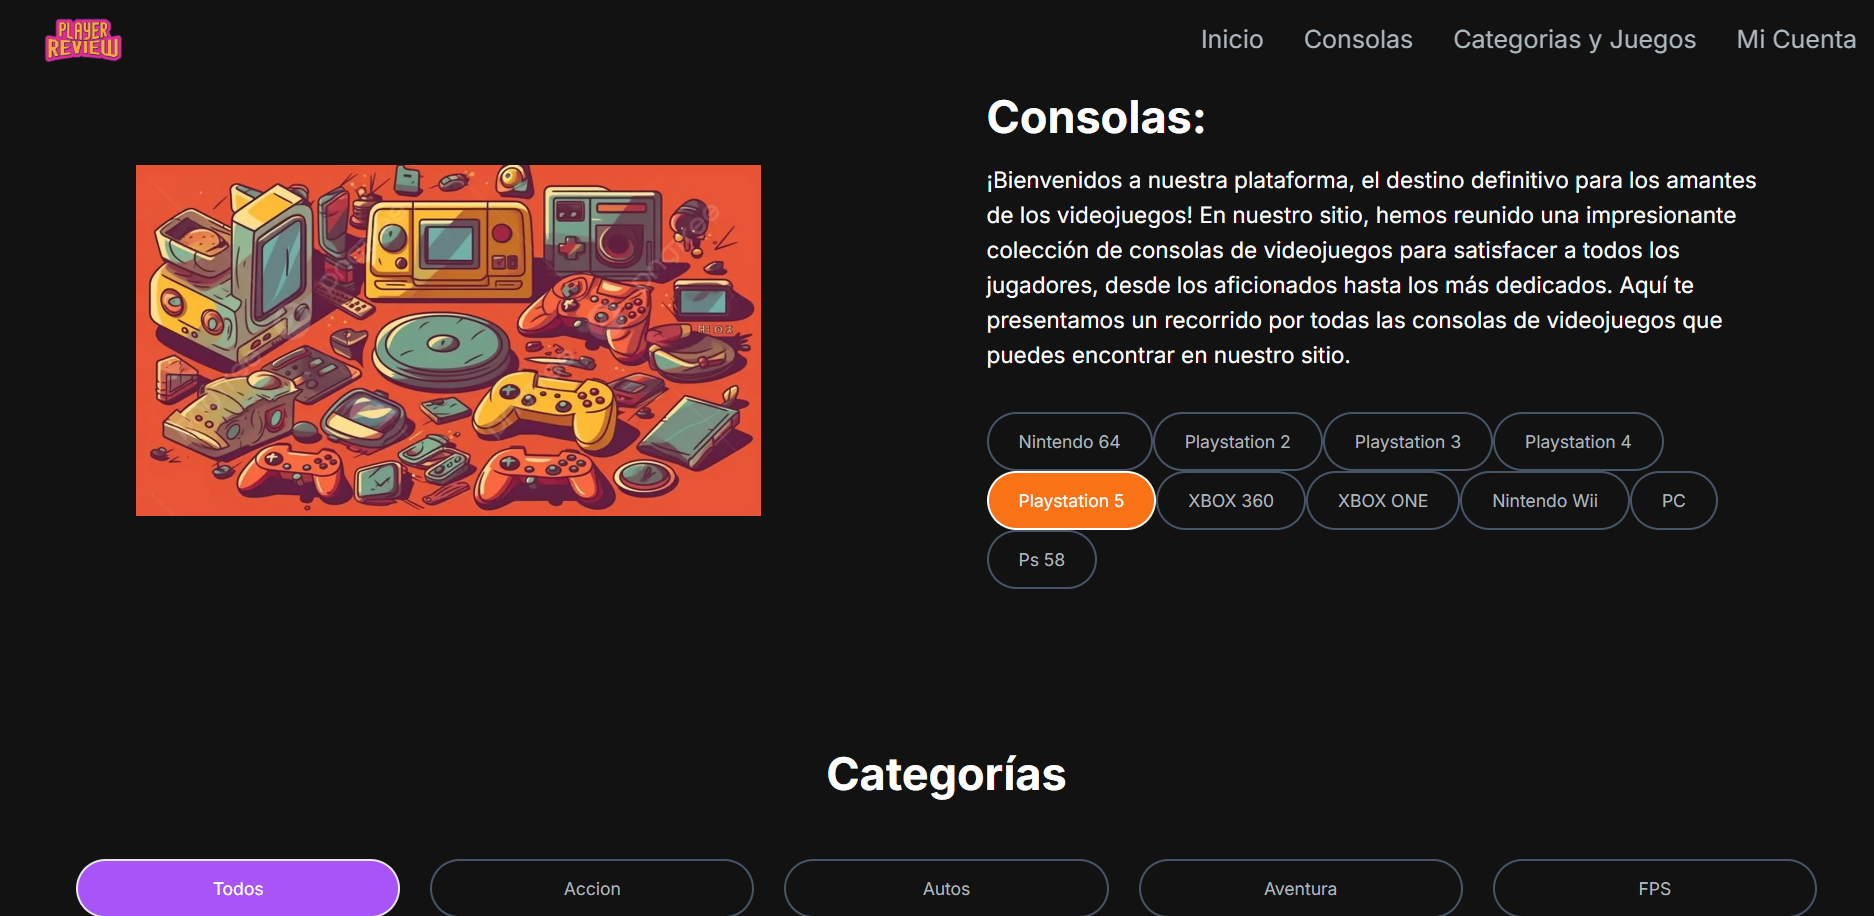 PLAYER
REVIEW
Inicio Consolas Categorias y Juegos Mi Cuenta
Consolas:
¡Bienvenidos a nuestra plataforma, el destino definitivo para los amantes
de los videojuegos! En nuestro sitio, hemos reunido una impresionante
colección de consolas de videojuegos para satisfacer a todos los
jugadores, desde los aficionados hasta los más dedicados. Aquí te
presentamos un recorrido por todas las consolas de videojuegos que
puedes encontrar en nuestro sitio.
Nintendo 64 Playstation 2 Playstation 3 Playstation 4
Playstation 5 XBOX 360 XBOX ONE Nintendo Wii PC
Ps 58
Categorías
Todos Accion Autos Aventura FPS